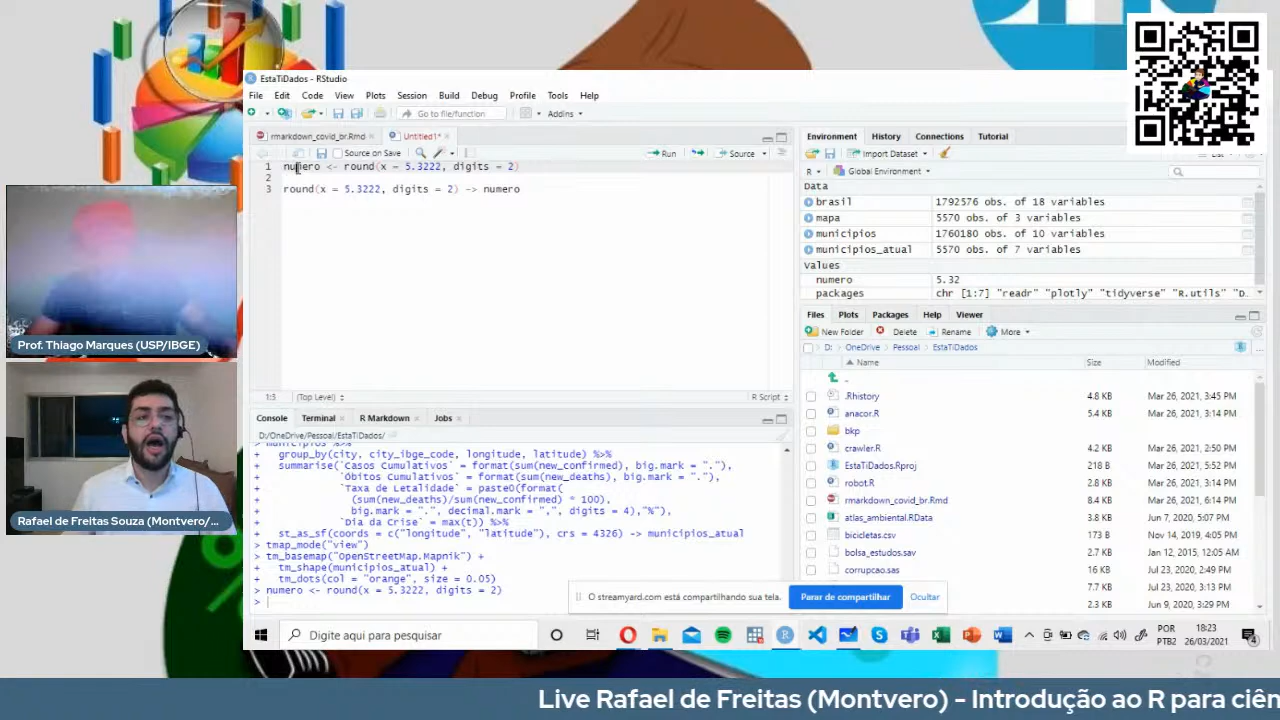 EstaTiDados - RStudio
File Edit Code View Plots Session Build Debug Profile Tools Help
Go to file/function Addins
rmarkdown_covid_br.Rmd Untitled1*
Source on Save Run Source
1 numero <- round(x = 5.3222, digits = 2)
2
3 round(x = 5.3222, digits = 2) -> numero
1:3 (Top Level) R Script
Console Terminal R Markdown Jobs
D:/OneDrive/Pessoal/EstaTiDados/
> municipios %>%
+ group_by(city, city_ibge_code, longitude, latitude) %>%
+ summarise(`Casos Cumulativos` = format(sum(new_confirmed), big.mark = "."),
+ `Óbitos Cumulativos` = format(sum(new_deaths), big.mark = "."),
+ `Taxa de Letalidade` = paste0(format(
+ (sum(new_deaths)/sum(new_confirmed) * 100),
+ big.mark = ".", decimal.mark = ",", digits = 4),"%"),
+ `Dia da Crise` = max(t)) %>%
+ st_as_sf(coords = c("longitude", "latitude"), crs = 4326) -> municipios_atual
> tmap_mode("view")
> tm_basemap("OpenStreetMap.Mapnik") +
+ tm_shape(municipios_atual) +
+ tm_dots(col = "orange", size = 0.05)
> numero <- round(x = 5.3222, digits = 2)
>
Environment History Connections Tutorial
Import Dataset
R Global Environment
Data
brasil 1792576 obs. of 18 variables
mapa 5570 obs. of 3 variables
municipios 1760180 obs. of 10 variables
municipios_atual 5570 obs. of 7 variables
Values
numero 5.32
packages chr [1:7] "readr" "plotly" "tidyverse" "R.utils" "D…
Files Plots Packages Help Viewer
New Folder Delete Rename More
D: OneDrive Pessoal EstaTiDados
Name Size Modified
..
.Rhistory 4.8 KB Mar 26, 2021, 3:45 PM
anacor.R 5.4 KB Mar 26, 2021, 3:14 PM
bkp
crawler.R 4.2 KB Mar 26, 2021, 2:50 PM
EstaTiDados.Rproj 218 B Mar 26, 2021, 5:52 PM
robot.R 2.8 KB Mar 26, 2021, 3:14 PM
rmarkdown_covid_br.Rmd 8.4 KB Mar 26, 2021, 6:14 PM
atlas_ambiental.RData 3.8 KB Jun 7, 2020, 5:07 PM
bicicletas.csv 173 B Nov 14, 2019, 4:05 PM
bolsa_estudos.sav 2.7 KB Jan 12, 2015, 12:05 AM
corrupcao.sas 16 KB Jul 23, 2020, 2:49 PM
7.7 KB Jul 23, 2020, 3:13 PM
2.3 KB Jun 9, 2020, 3:29 PM
O streamyard.com está compartilhando sua tela. Parar de compartilhar Ocultar
Digite aqui para pesquisar
POR 18:23
PTB2 26/03/2021
4
Prof. Thiago Marques (USP/IBGE)
Rafael de Freitas Souza (Montvero/...
Live Rafael de Freitas (Montvero) - Introdução ao R para ciên